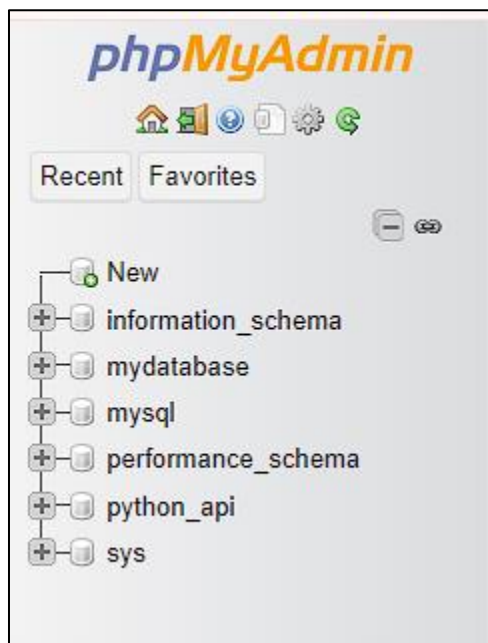 phpMyAdmin
Recent Favorites
New
information_schema
mydatabase
mysql
performance_schema
python_api
sys